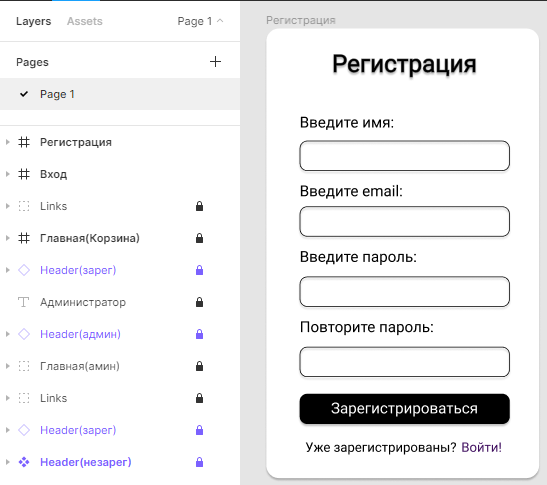 Layers Assets Page 1
Pages
Page 1
Регистрация
Вход
Links
Главная(Корзина)
Header(зарег)
Администратор
Header(админ)
Главная(амин)
Links
Header(зарег)
Header(незарег)
Регистрация
Регистрация
Введите имя:
Введите email:
Введите пароль:
Повторите пароль:
Зарегистрироваться
Уже зарегистрированы? Войти!